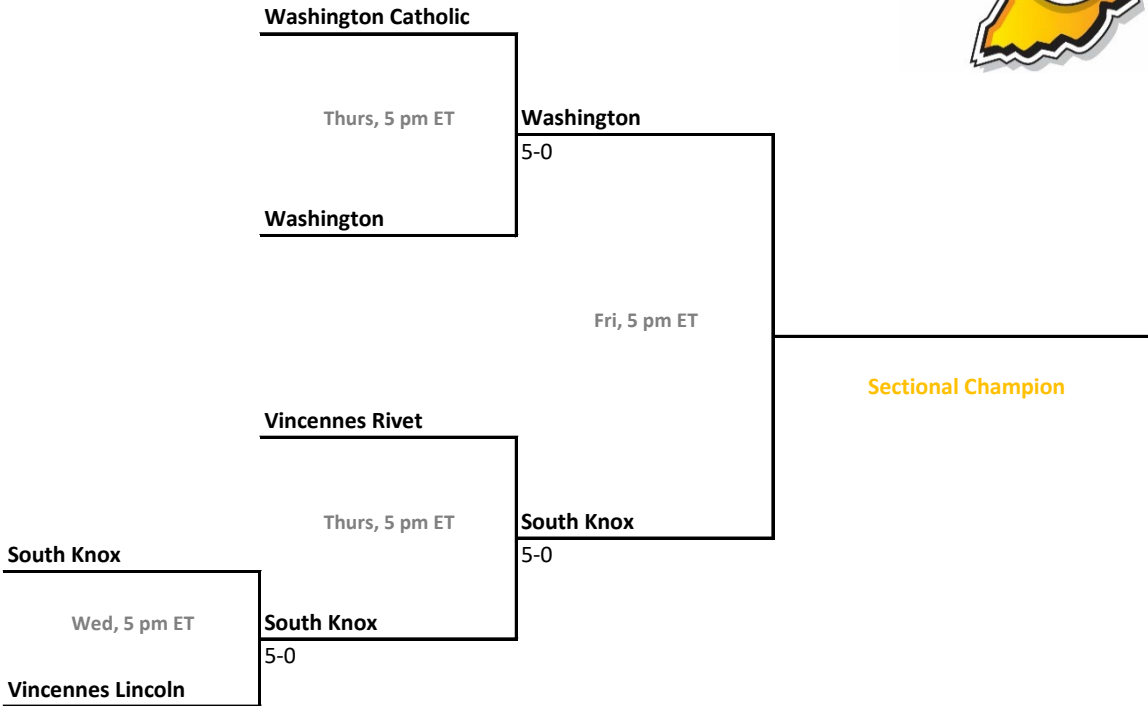 Washington Catholic
Thurs, 5 pm ET
Washington
5-0
Washington
Fri, 5 pm ET
Sectional Champion
Vincennes Rivet
Thurs, 5 pm ET
South Knox
5-0
South Knox
Wed, 5 pm ET
South Knox
5-0
Vincennes Lincoln